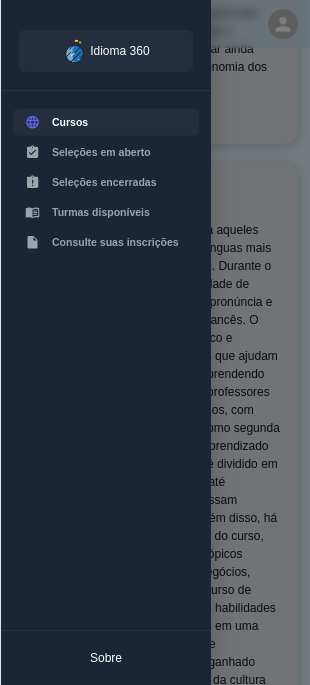 Idioma 360
Cursos
Seleções em aberto
Seleções encerradas
Turmas disponíveis
Consulte suas inscrições
Sobre
ar ainda
onomia dos
a aqueles
nguas mais
. Durante o
dade de
pronúncia e
ancês. O
co e
que ajudam
prendendo
professores
os, com
omo segunda
prendizado
é dividido em
até
ssam
ém disso, há
do curso,
ópicos
egócios,
urso de
habilidades
em uma
e
ganhado
da cultura